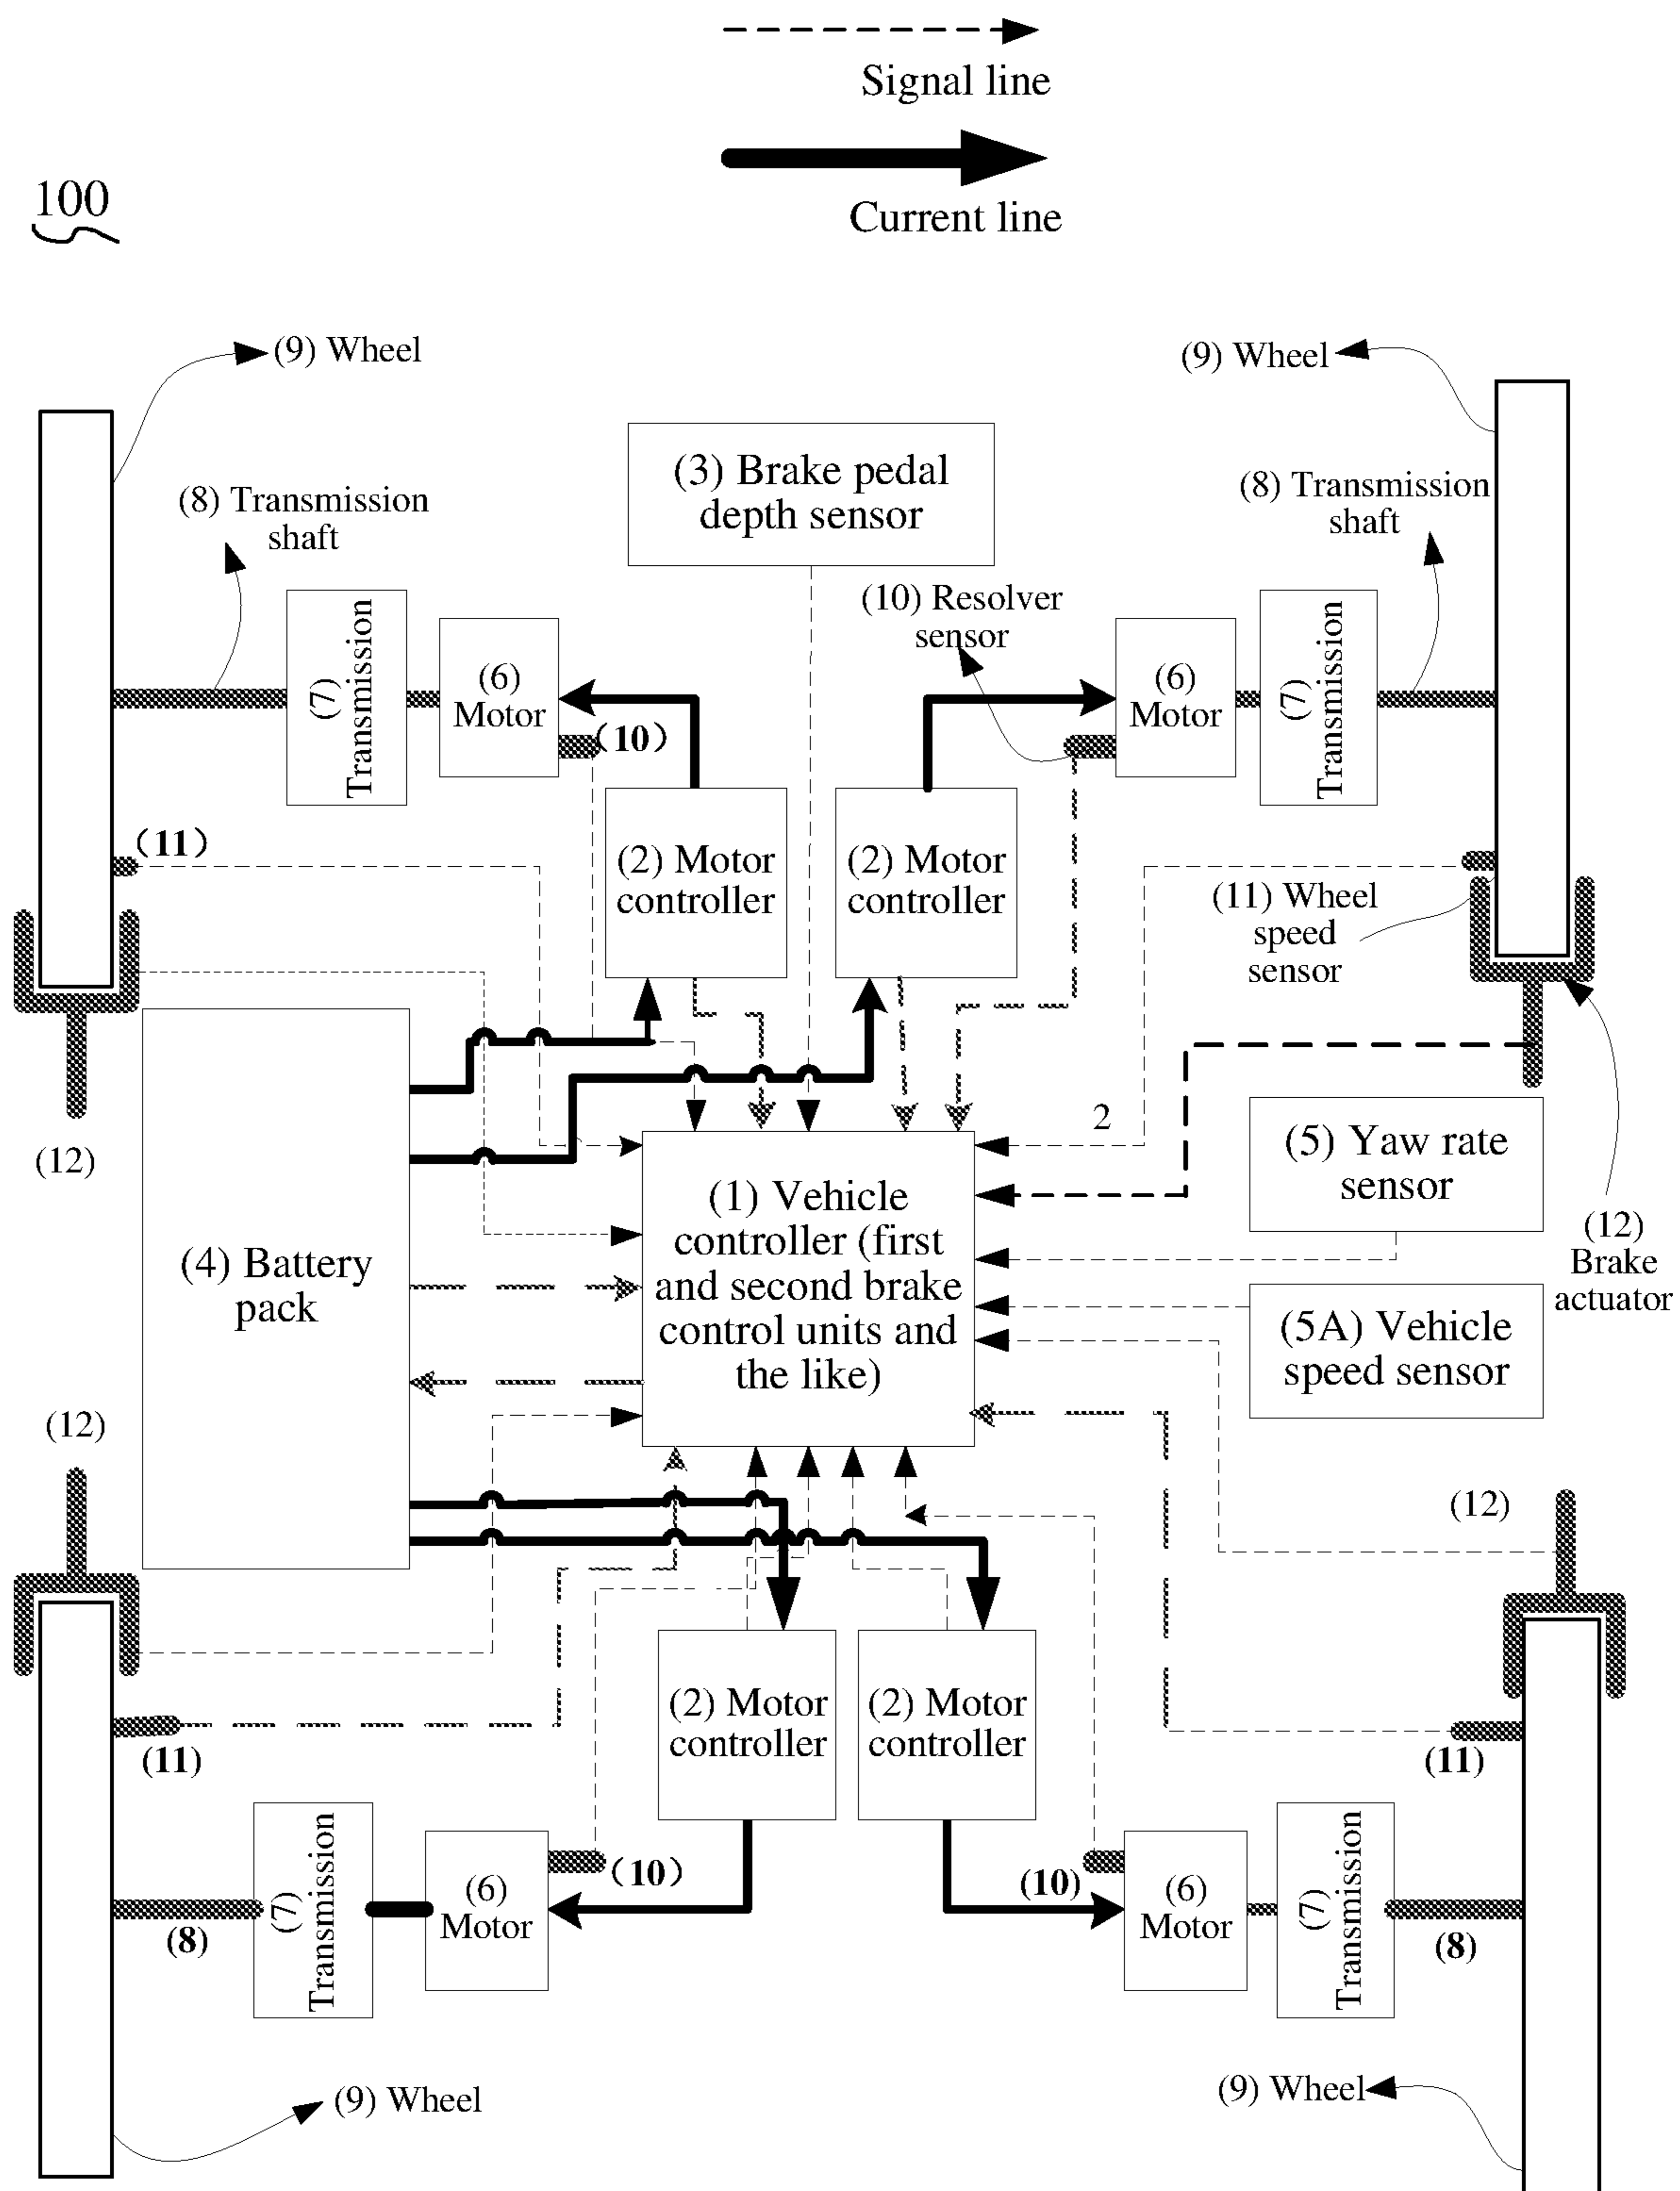 Signal line
Current line
100
(9) Wheel
(9) Wheel
(3) Brake pedal
depth sensor
(8) Transmission
shaft
(8) Transmission
shaft
(10) Resolver
sensor
(7)
Transmission
(6)
Motor
(10)
(6)
Motor
(7)
Transmission
(11)
(2) Motor
controller
(2) Motor
controller
(11) Wheel
speed
sensor
(12)
2
(5) Yaw rate
sensor
(4) Battery
pack
(1) Vehicle
controller (first
and second brake
control units and
the like)
(12)
Brake
actuator
(5A) Vehicle
speed sensor
(12)
(12)
(2) Motor
controller
(2) Motor
controller
(11)
(11)
(7)
Transmission
(6)
Motor
(10)
(10)
(6)
Motor
(7)
Transmission
(8)
(8)
(9) Wheel
(9) Wheel